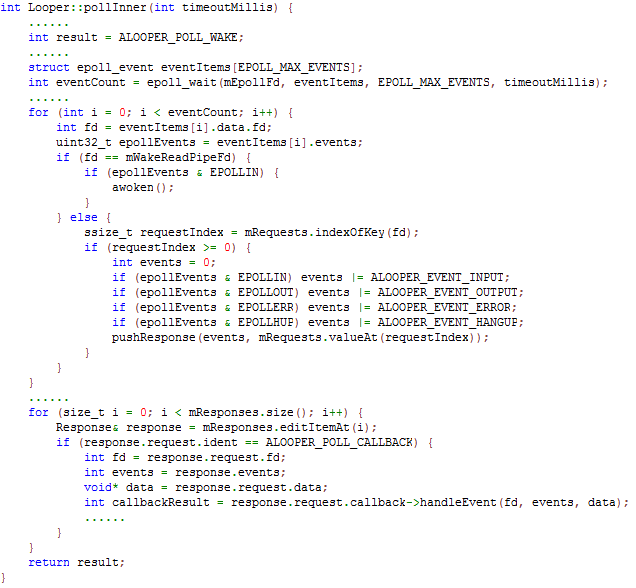 int Looper::pollInner(int timeoutMillis) {
    ......
    int result = ALOOPER_POLL_WAKE;
    ......
    struct epoll_event eventItems[EPOLL_MAX_EVENTS];
    int eventCount = epoll_wait(mEpollFd, eventItems, EPOLL_MAX_EVENTS, timeoutMillis);
    ......
    for (int i = 0; i < eventCount; i++) {
        int fd = eventItems[i].data.fd;
        uint32_t epollEvents = eventItems[i].events;
        if (fd == mWakeReadPipeFd) {
            if (epollEvents & EPOLLIN) {
                awoken();
            }
        } else {
            ssize_t requestIndex = mRequests.indexOfKey(fd);
            if (requestIndex >= 0) {
                int events = 0;
                if (epollEvents & EPOLLIN) events |= ALOOPER_EVENT_INPUT;
                if (epollEvents & EPOLLOUT) events |= ALOOPER_EVENT_OUTPUT;
                if (epollEvents & EPOLLERR) events |= ALOOPER_EVENT_ERROR;
                if (epollEvents & EPOLLHUP) events |= ALOOPER_EVENT_HANGUP;
                pushResponse(events, mRequests.valueAt(requestIndex));
            }
        }
    }
    ......
    for (size_t i = 0; i < mResponses.size(); i++) {
        Response& response = mResponses.editItemAt(i);
        if (response.request.ident == ALOOPER_POLL_CALLBACK) {
            int fd = response.request.fd;
            int events = response.events;
            void* data = response.request.data;
            int callbackResult = response.request.callback->handleEvent(fd, events, data);
            ......
        }
    }
    return result;
}